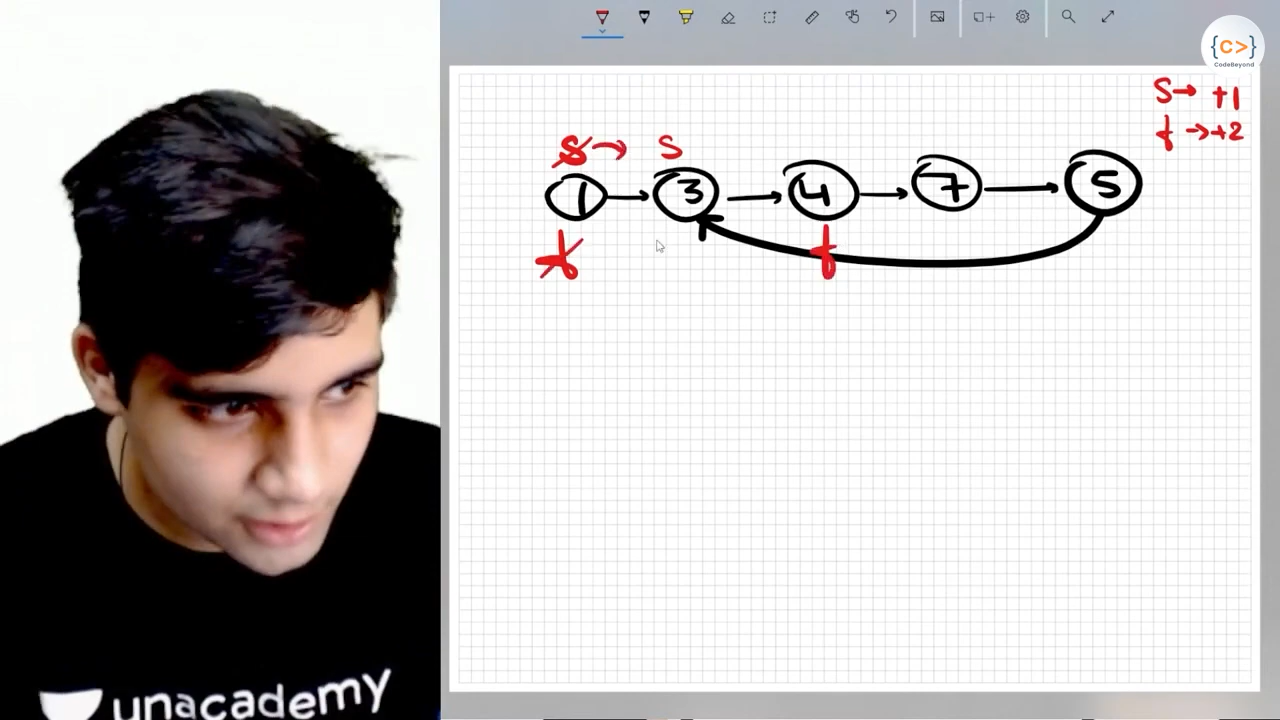 {C>}
CodeBeyond
S→ +1
f →+2
S → S
1 → 3 → 4 → 7 → 5
f f
unacademy